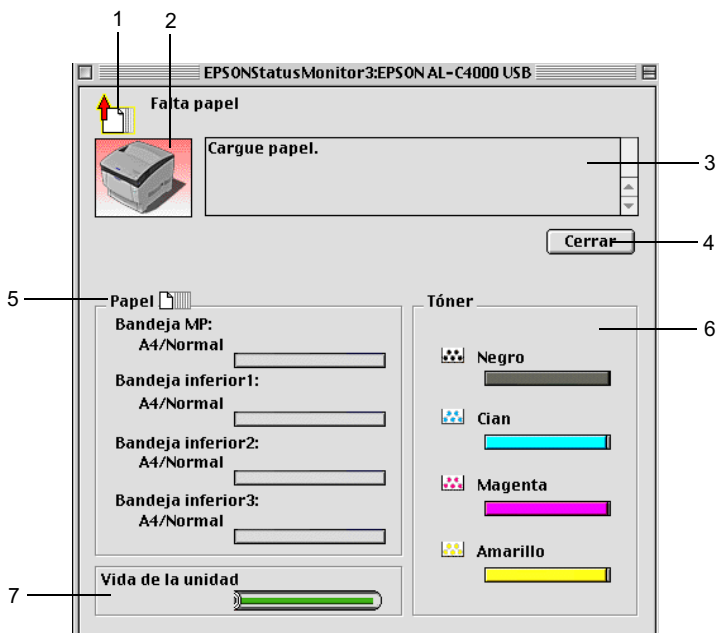 1
2
EPSONStatusMonitor3:EPSON AL-C4000 USB
Falta papel
Cargue papel.
3
Cerrar
4
5
Papel
Bandeja MP:
A4/Normal
Bandeja inferior1:
A4/Normal
Bandeja inferior2:
A4/Normal
Bandeja inferior3:
A4/Normal
Tóner
6
Negro
Cian
Magenta
Amarillo
7
Vida de la unidad